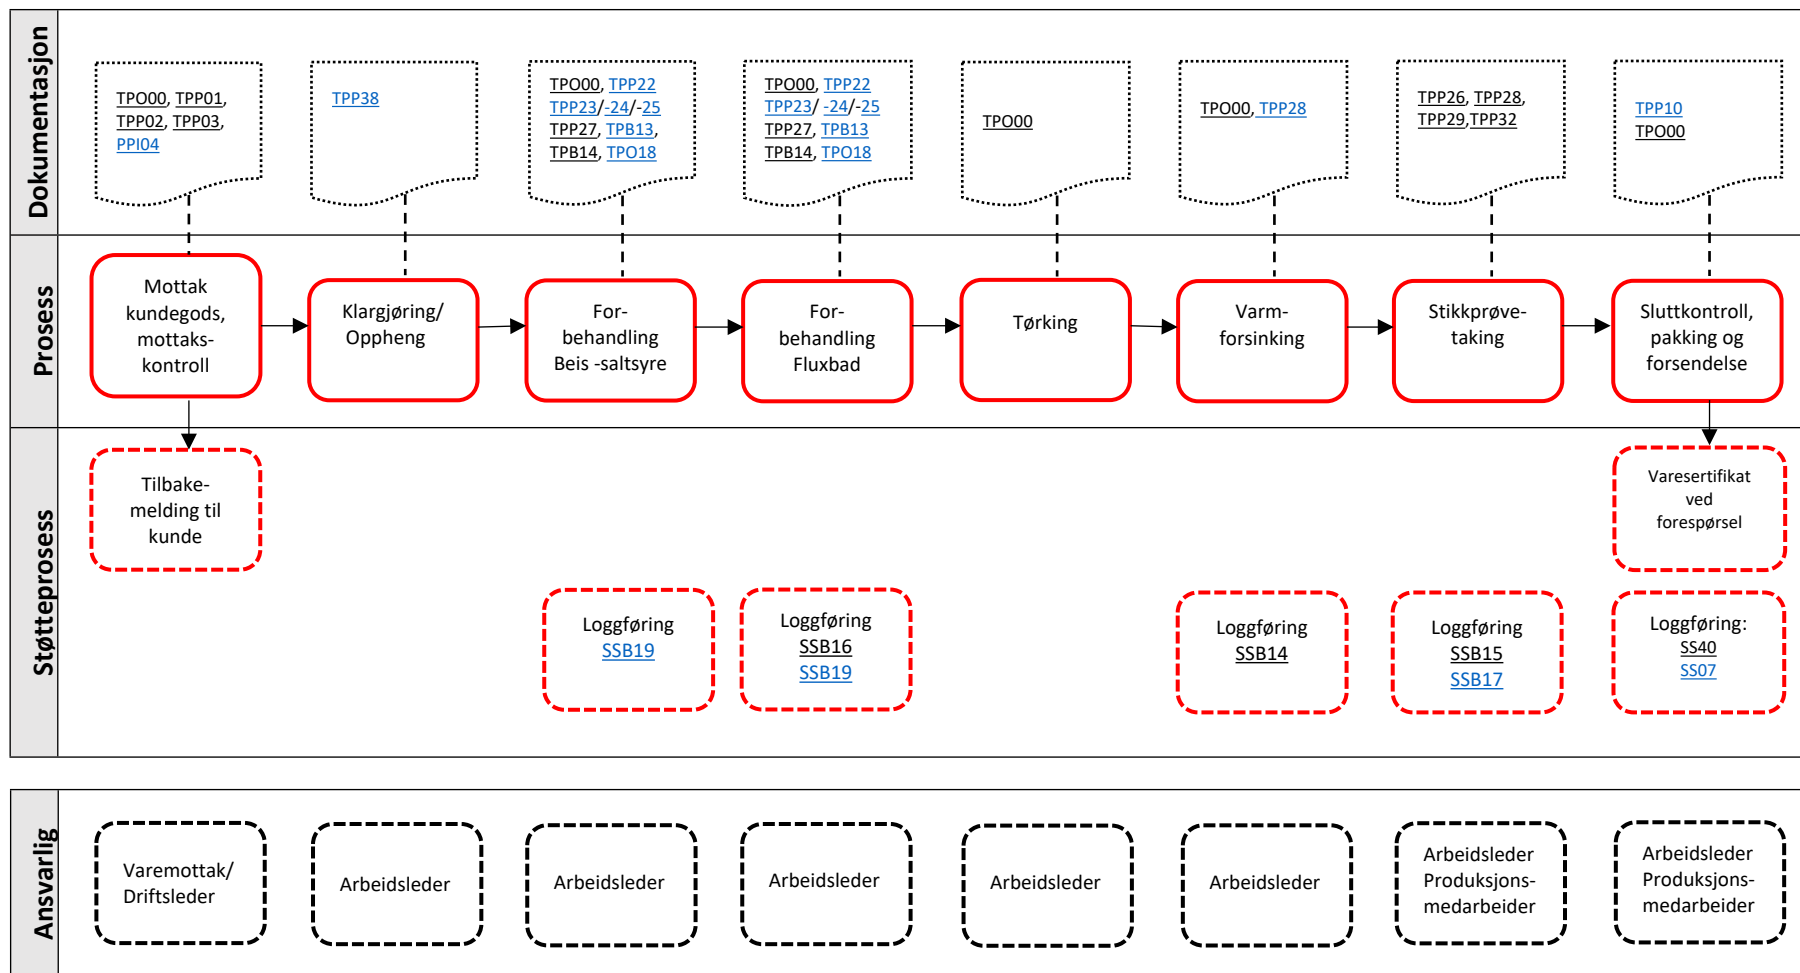 Dokumentasjon
TPO00, TPP01,
TPP02, TPP03,
PPI04
TPP38
TPO00, TPP22
TPP23/-24/-25
TPP27, TPB13,
TPB14, TPO18
TPO00, TPP22
TPP23/ -24/-25
TPP27, TPB13
TPB14, TPO18
TPO00
TPO00, TPP28
TPP26, TPP28,
TPP29,TPP32
TPP10
TPO00
Prosess
Mottak
kundegods,
mottaks-
kontroll
Klargjøring/
Oppheng
For-
behandling
Beis -saltsyre
For-
behandling
Fluxbad
Tørking
Varm-
forsinking
Stikkprøve-
taking
Sluttkontroll,
pakking og
forsendelse
Støtteprosess
Tilbake-
melding til
kunde
Varesertifikat
ved
forespørsel
Loggføring
SSB19
Loggføring
SSB16
SSB19
Loggføring
SSB14
Loggføring
SSB15
SSB17
Loggføring:
SS40
SS07
Ansvarlig
Varemottak/
Driftsleder
Arbeidsleder
Arbeidsleder
Arbeidsleder
Arbeidsleder
Arbeidsleder
Arbeidsleder
Produksjons-
medarbeider
Arbeidsleder
Produksjons-
medarbeider